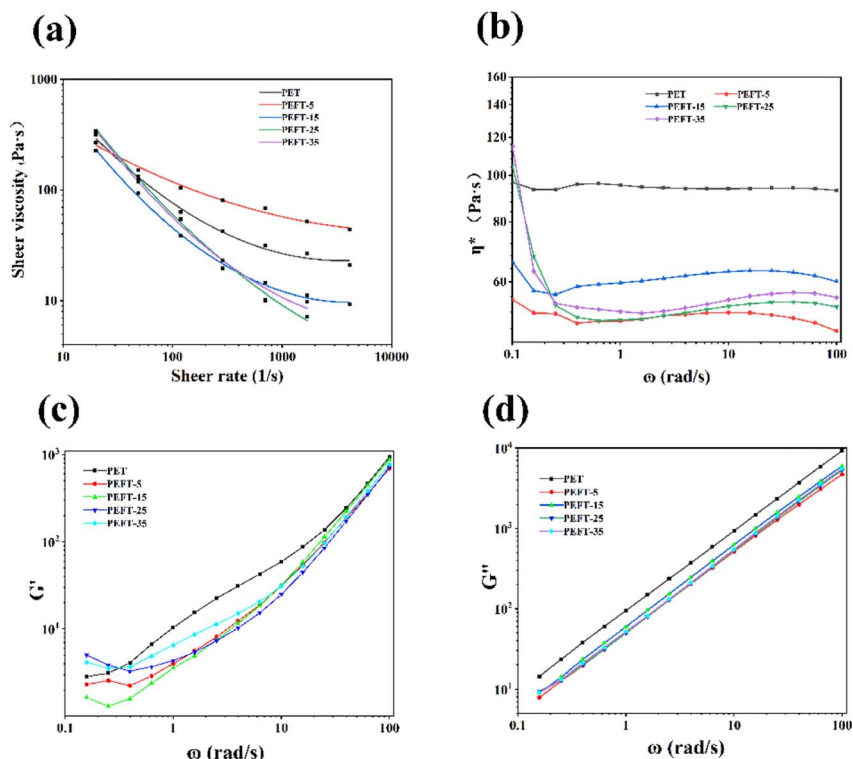 (a)
1000
100
10
10
100
1000
10000
Sheer viscosity (Pa·s)
Sheer rate (1/s)
PET
PEFT-5
PEFT-15
PEFT-25
PEFT-35
(b)
160
140
120
100
80
60
0.1
1
10
100
η* (Pa·s)
ω (rad/s)
PET PEFT-5
PEFT-15 PEFT-25
PEFT-35
(c)
10³
10²
10¹
0.1
1
10
100
G'
ω (rad/s)
PET
PEFT-5
PEFT-15
PEFT-25
PEFT-35
(d)
10⁴
10³
10²
10¹
0.1
1
10
100
G''
ω (rad/s)
PET
PEFT-5
PEFT-15
PEFT-25
PEFT-35